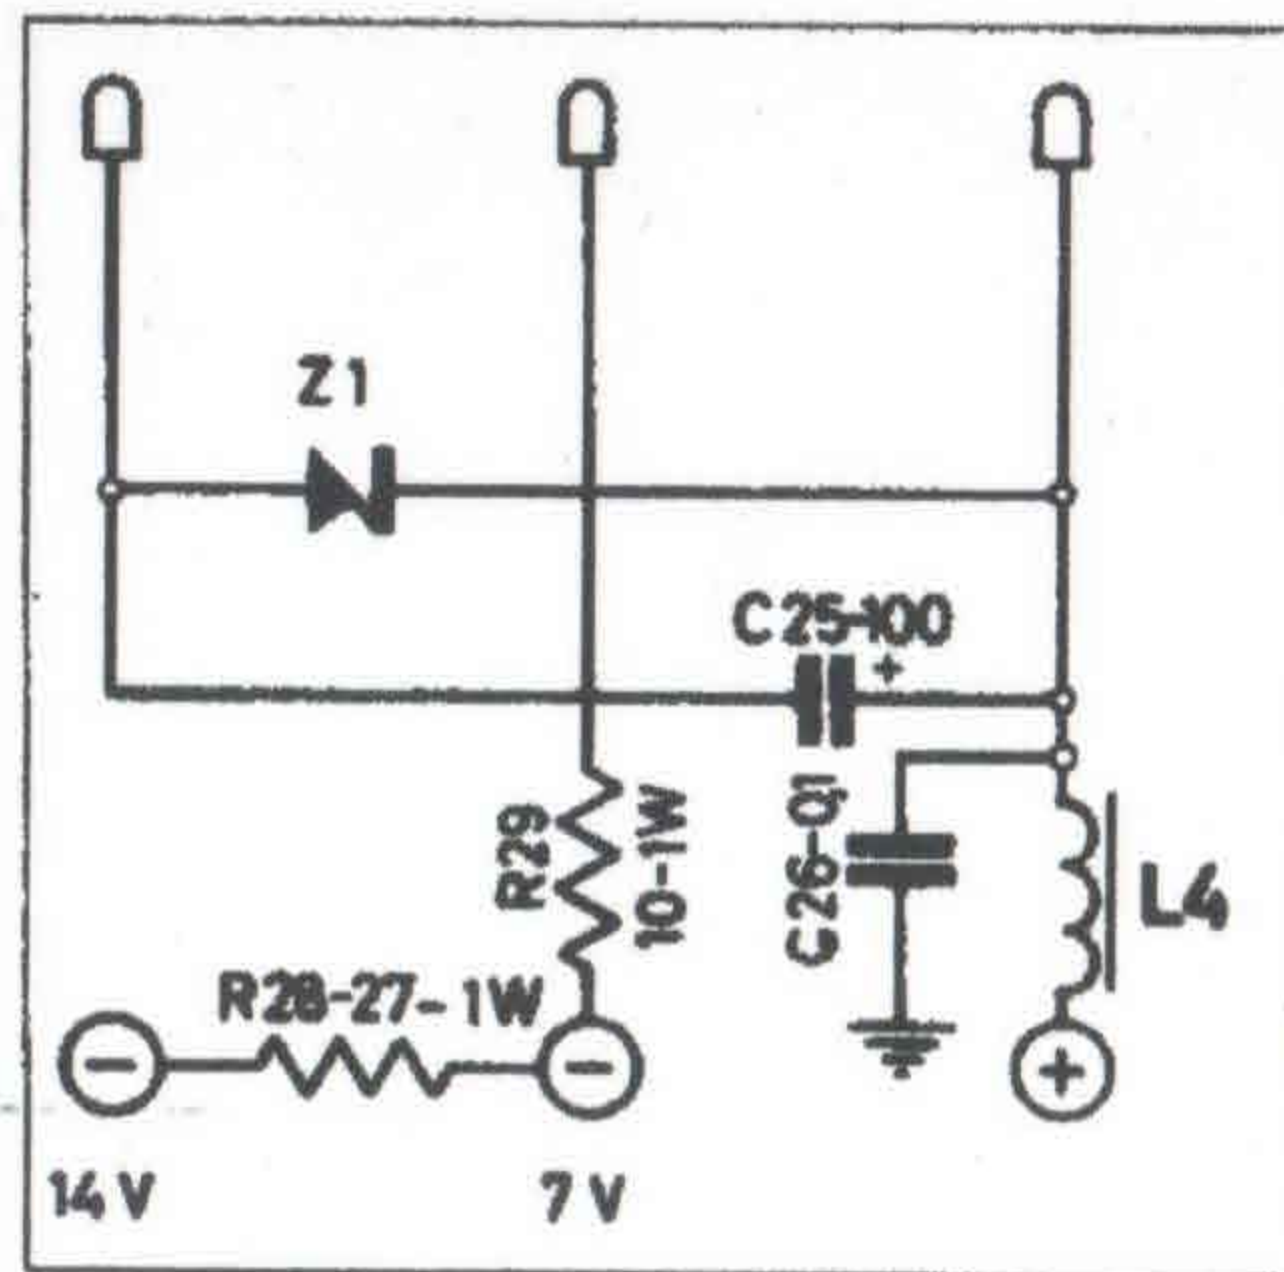 Z1
C25-100
+
R29
10-1W
C26-0,1
L4
R28-27-1W
−
−
+
14 V
7 V